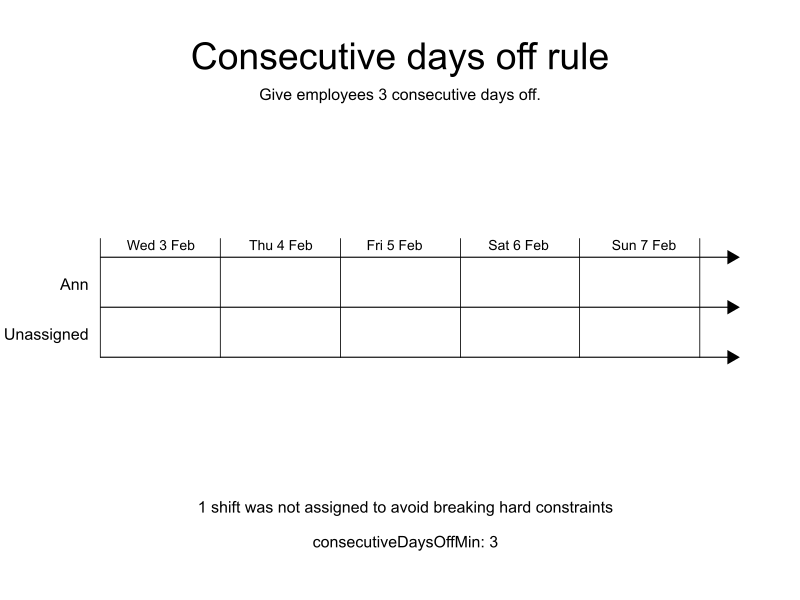 Consecutive days off rule
Give employees 3 consecutive days off.
Wed 3 Feb Thu 4 Feb Fri 5 Feb Sat 6 Feb Sun 7 Feb
Ann
Unassigned
1 shift was not assigned to avoid breaking hard constraints
consecutiveDaysOffMin: 3